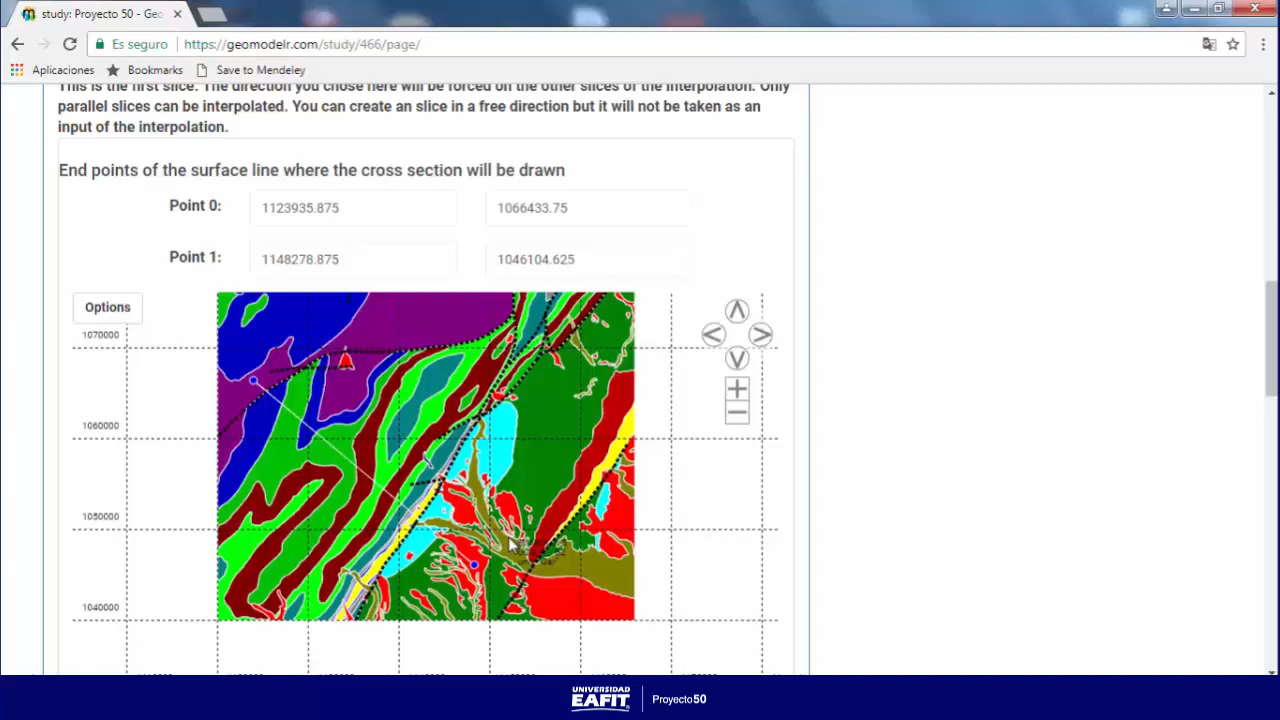 study: Proyecto 50 - Geo
Es seguro
https://geomodelr.com/study/466/page/
Aplicaciones
Bookmarks
Save to Mendeley
This is the first slice. The direction you chose here will be forced on the other slices of the interpolation. Only
parallel slices can be interpolated. You can create an slice in a free direction but it will not be taken as an
input of the interpolation.
End points of the surface line where the cross section will be drawn
Point 0:
1123935.875
1066433.75
Point 1:
1148278.875
1046104.625
Options
1070000
1060000
1050000
1040000
UNIVERSIDAD
EAFIT
Proyecto50